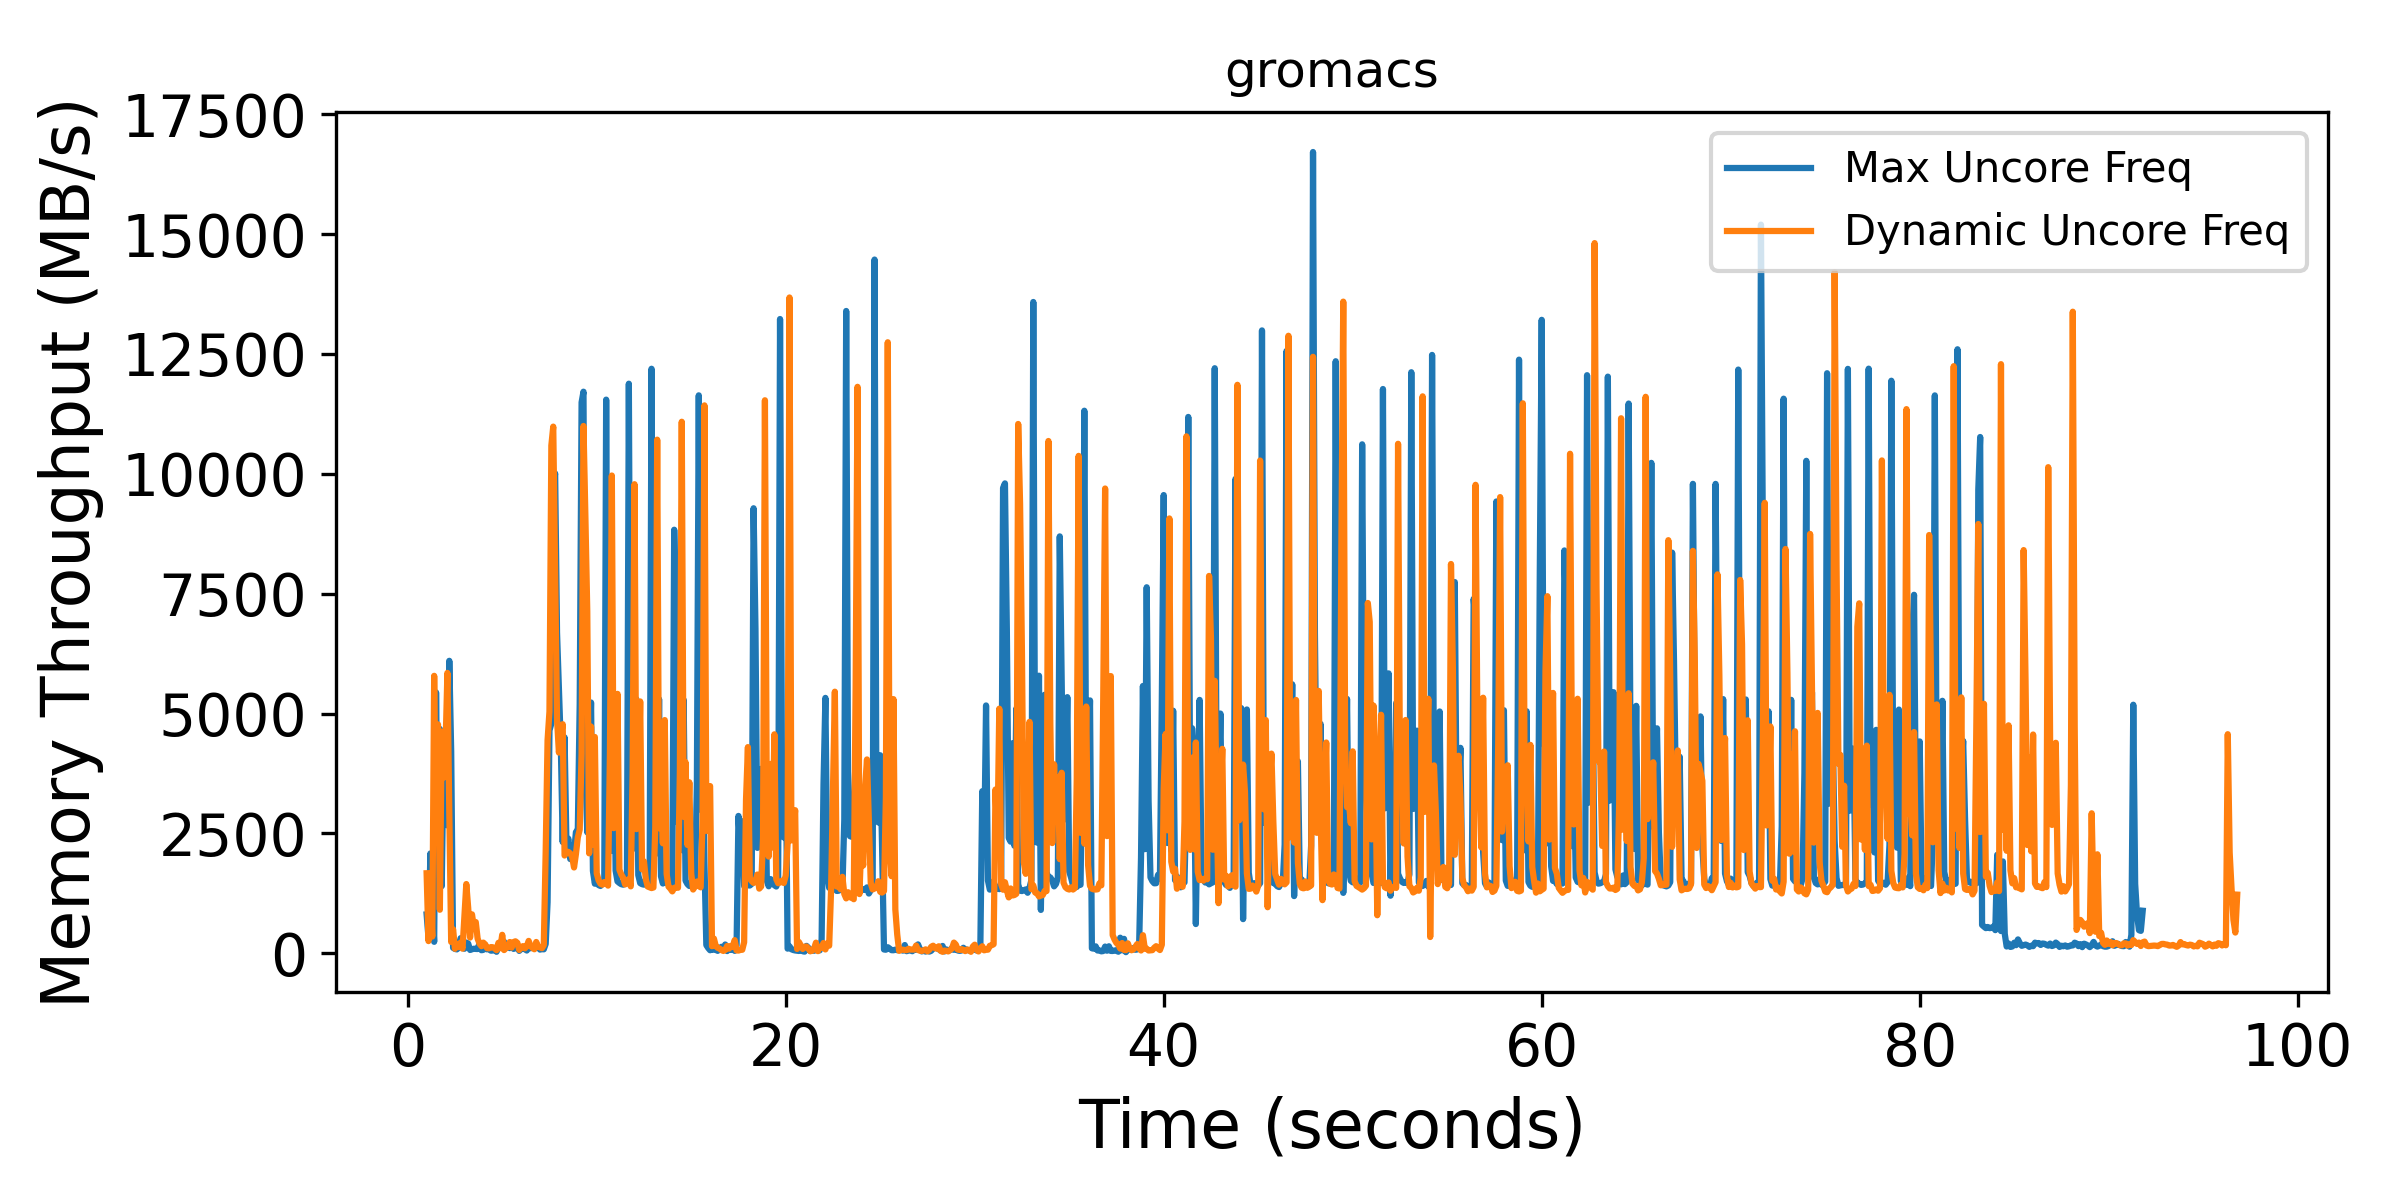 gromacs
Memory Throughput (MB/s)
17500
15000
12500
10000
7500
5000
2500
0
Max Uncore Freq
Dynamic Uncore Freq
0 20 40 60 80 100
Time (seconds)